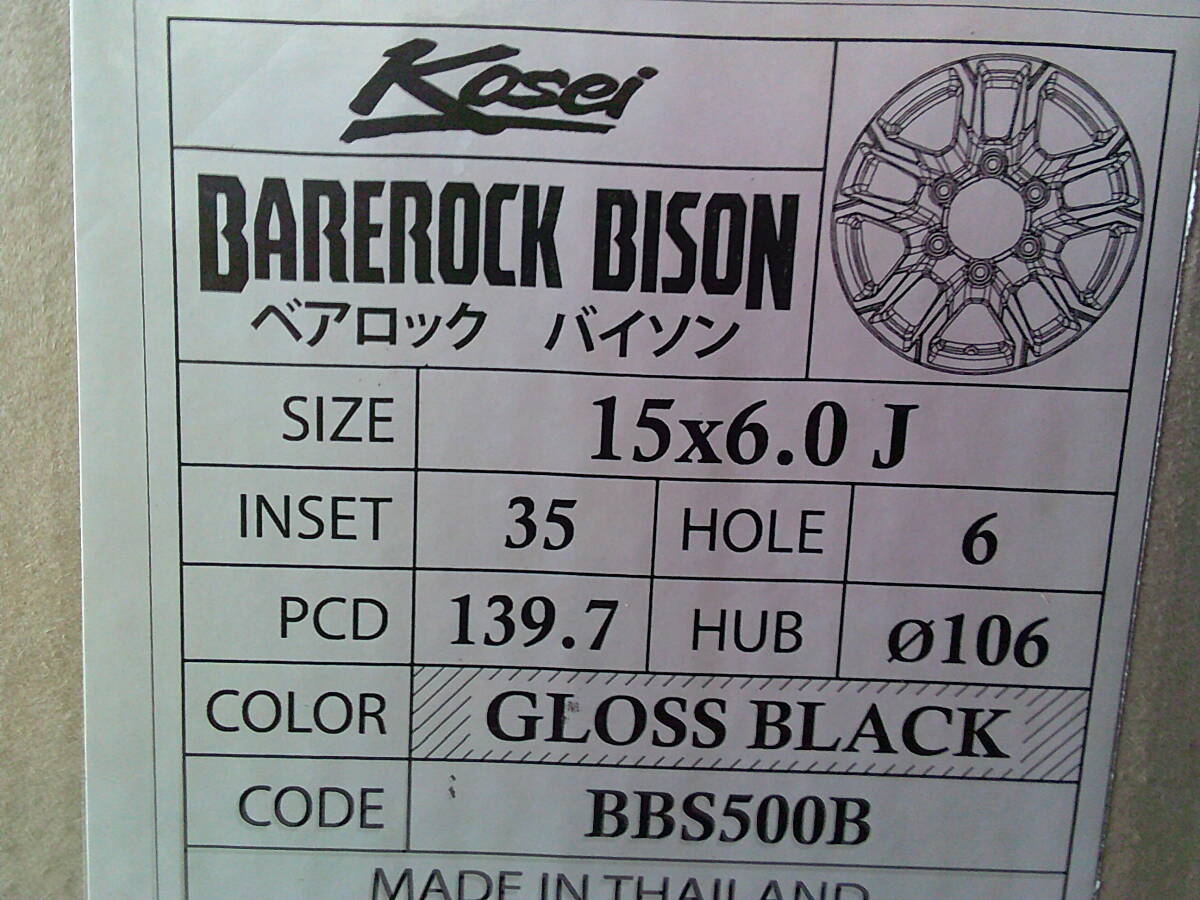 Kosei
BAREROCK BISON
ベアロック バイソン
SIZE 15x6.0 J
INSET 35 HOLE 6
PCD 139.7 HUB ø106
COLOR GLOSS BLACK
CODE BBS500B
MADE IN THAILAND